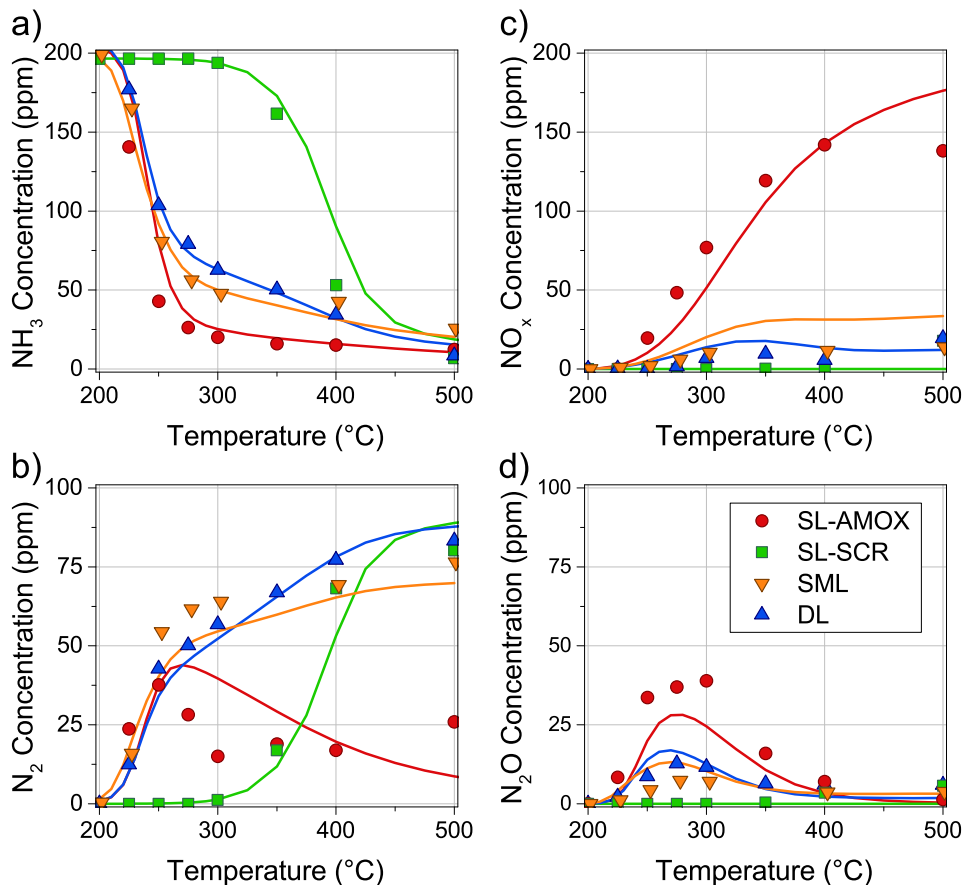 a)
NH₃ Concentration (ppm)
200
150
100
50
0
200 300 400 500
Temperature (°C)
c)
NOₓ Concentration (ppm)
200
150
100
50
0
200 300 400 500
Temperature (°C)
b)
N₂ Concentration (ppm)
100
75
50
25
0
200 300 400 500
Temperature (°C)
d)
N₂O Concentration (ppm)
100
75
50
25
0
200 300 400 500
Temperature (°C)
SL-AMOX
SL-SCR
SML
DL